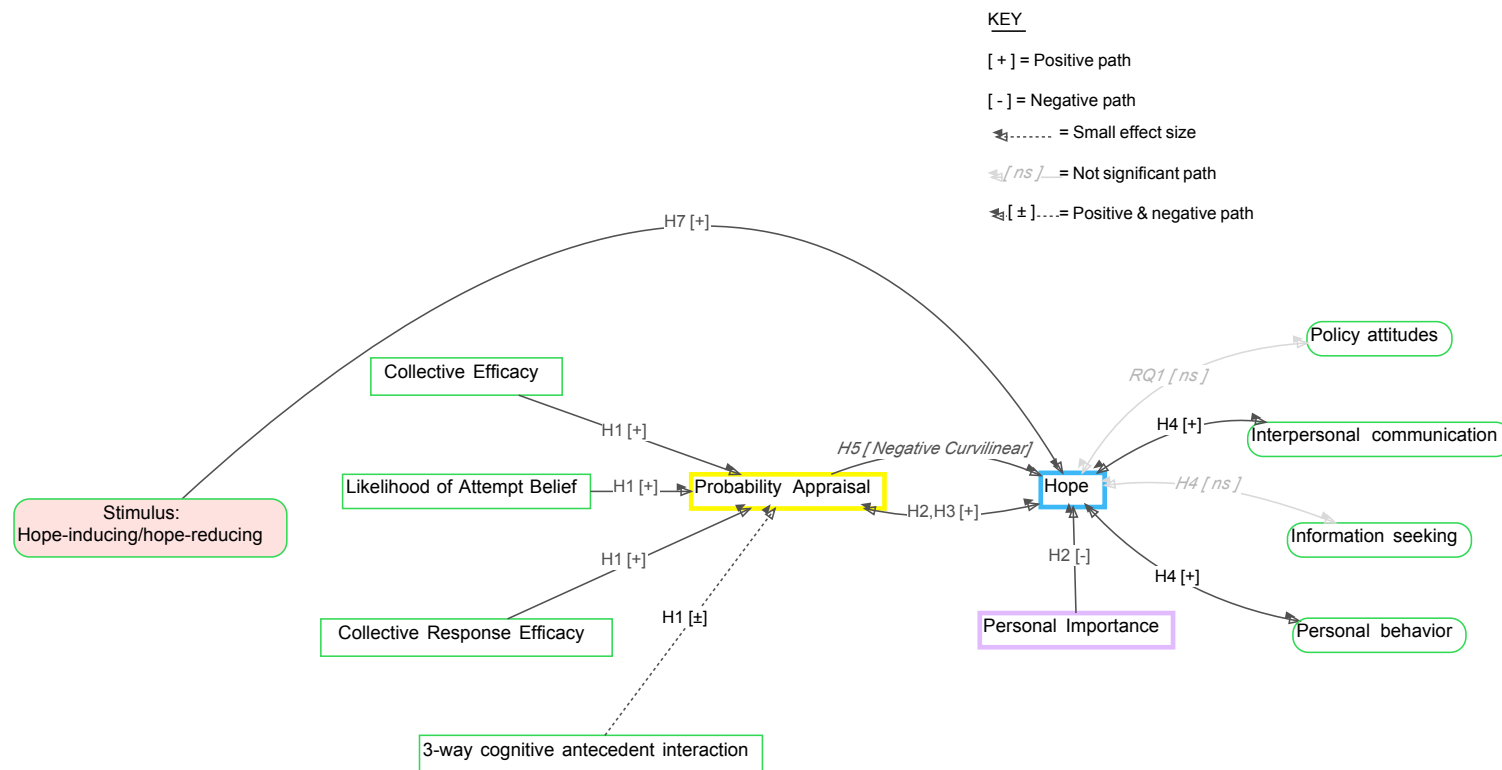 KEY
[ + ] = Positive path
[ - ] = Negative path
= Small effect size
[ ns ] = Not significant path
[ ± ] = Positive & negative path
H7 [+]
Policy attitudes
Collective Efficacy
RQ1 [ ns ]
H1 [+]
H4 [+]
Interpersonal communication
H5 [ Negative Curvilinear]
Likelihood of Attempt Belief
H1 [+]
Probability Appraisal
Hope
H4 [ ns ]
Stimulus:
Hope-inducing/hope-reducing
H2,H3 [+]
Information seeking
H1 [+]
H2 [-]
H4 [+]
Collective Response Efficacy
H1 [±]
Personal Importance
Personal behavior
3-way cognitive antecedent interaction